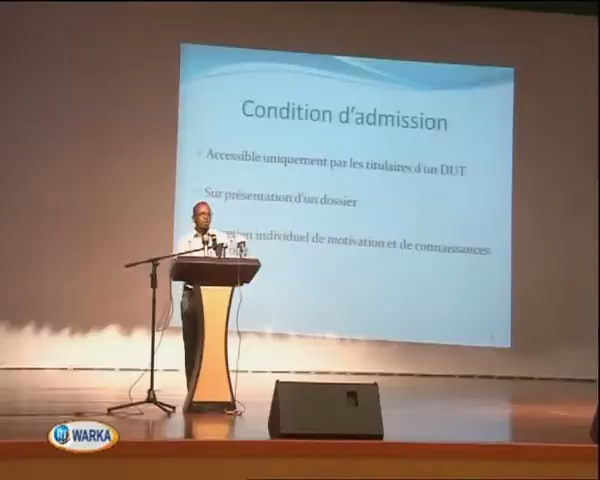 Condition d'admission
Accessible uniquement par les titulaires d'un DUT
Sur présentation d'un dossier
individuel de motivation et de connaissances
WARKA